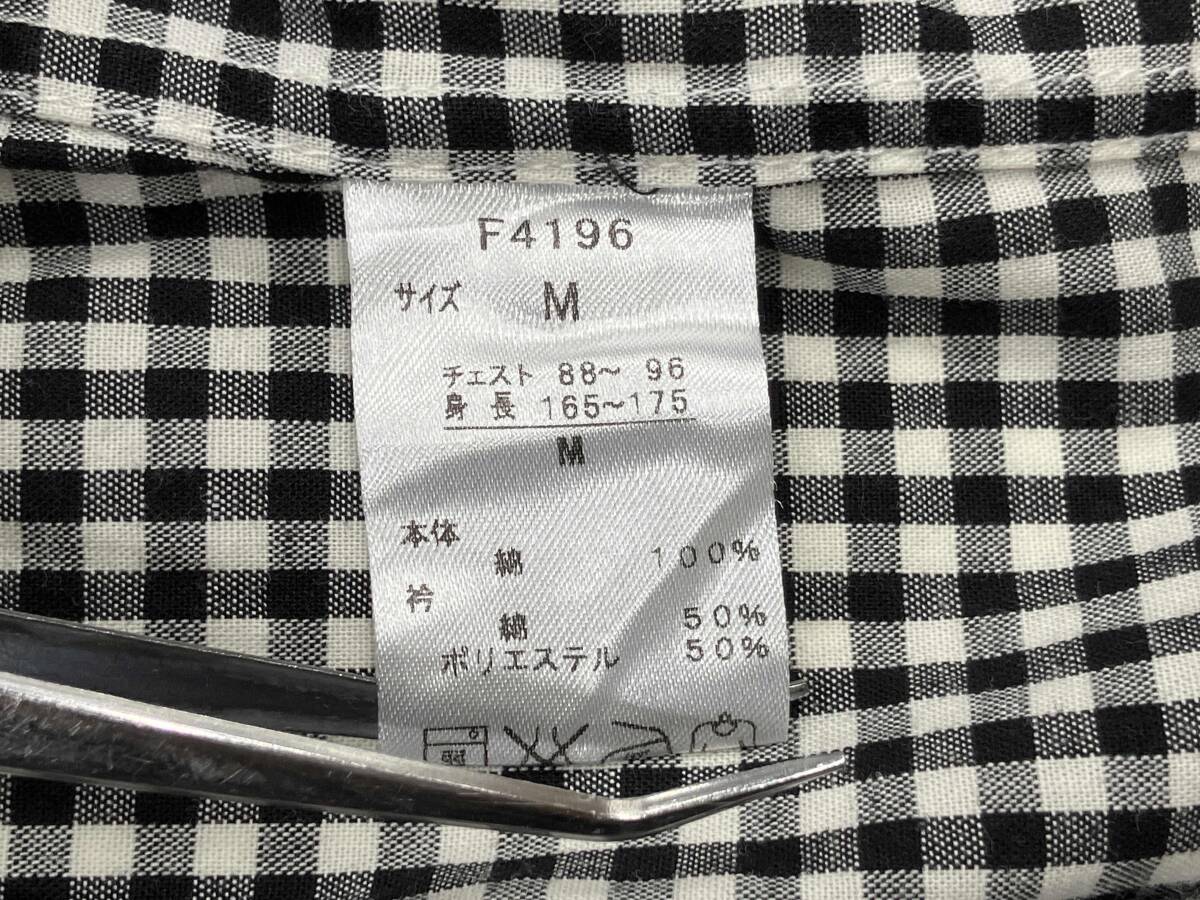 F4196
サイズ M
チェスト 88～ 96
身長 165～175
M
本体
綿 100%
衿
綿 50%
ポリエステル 50%